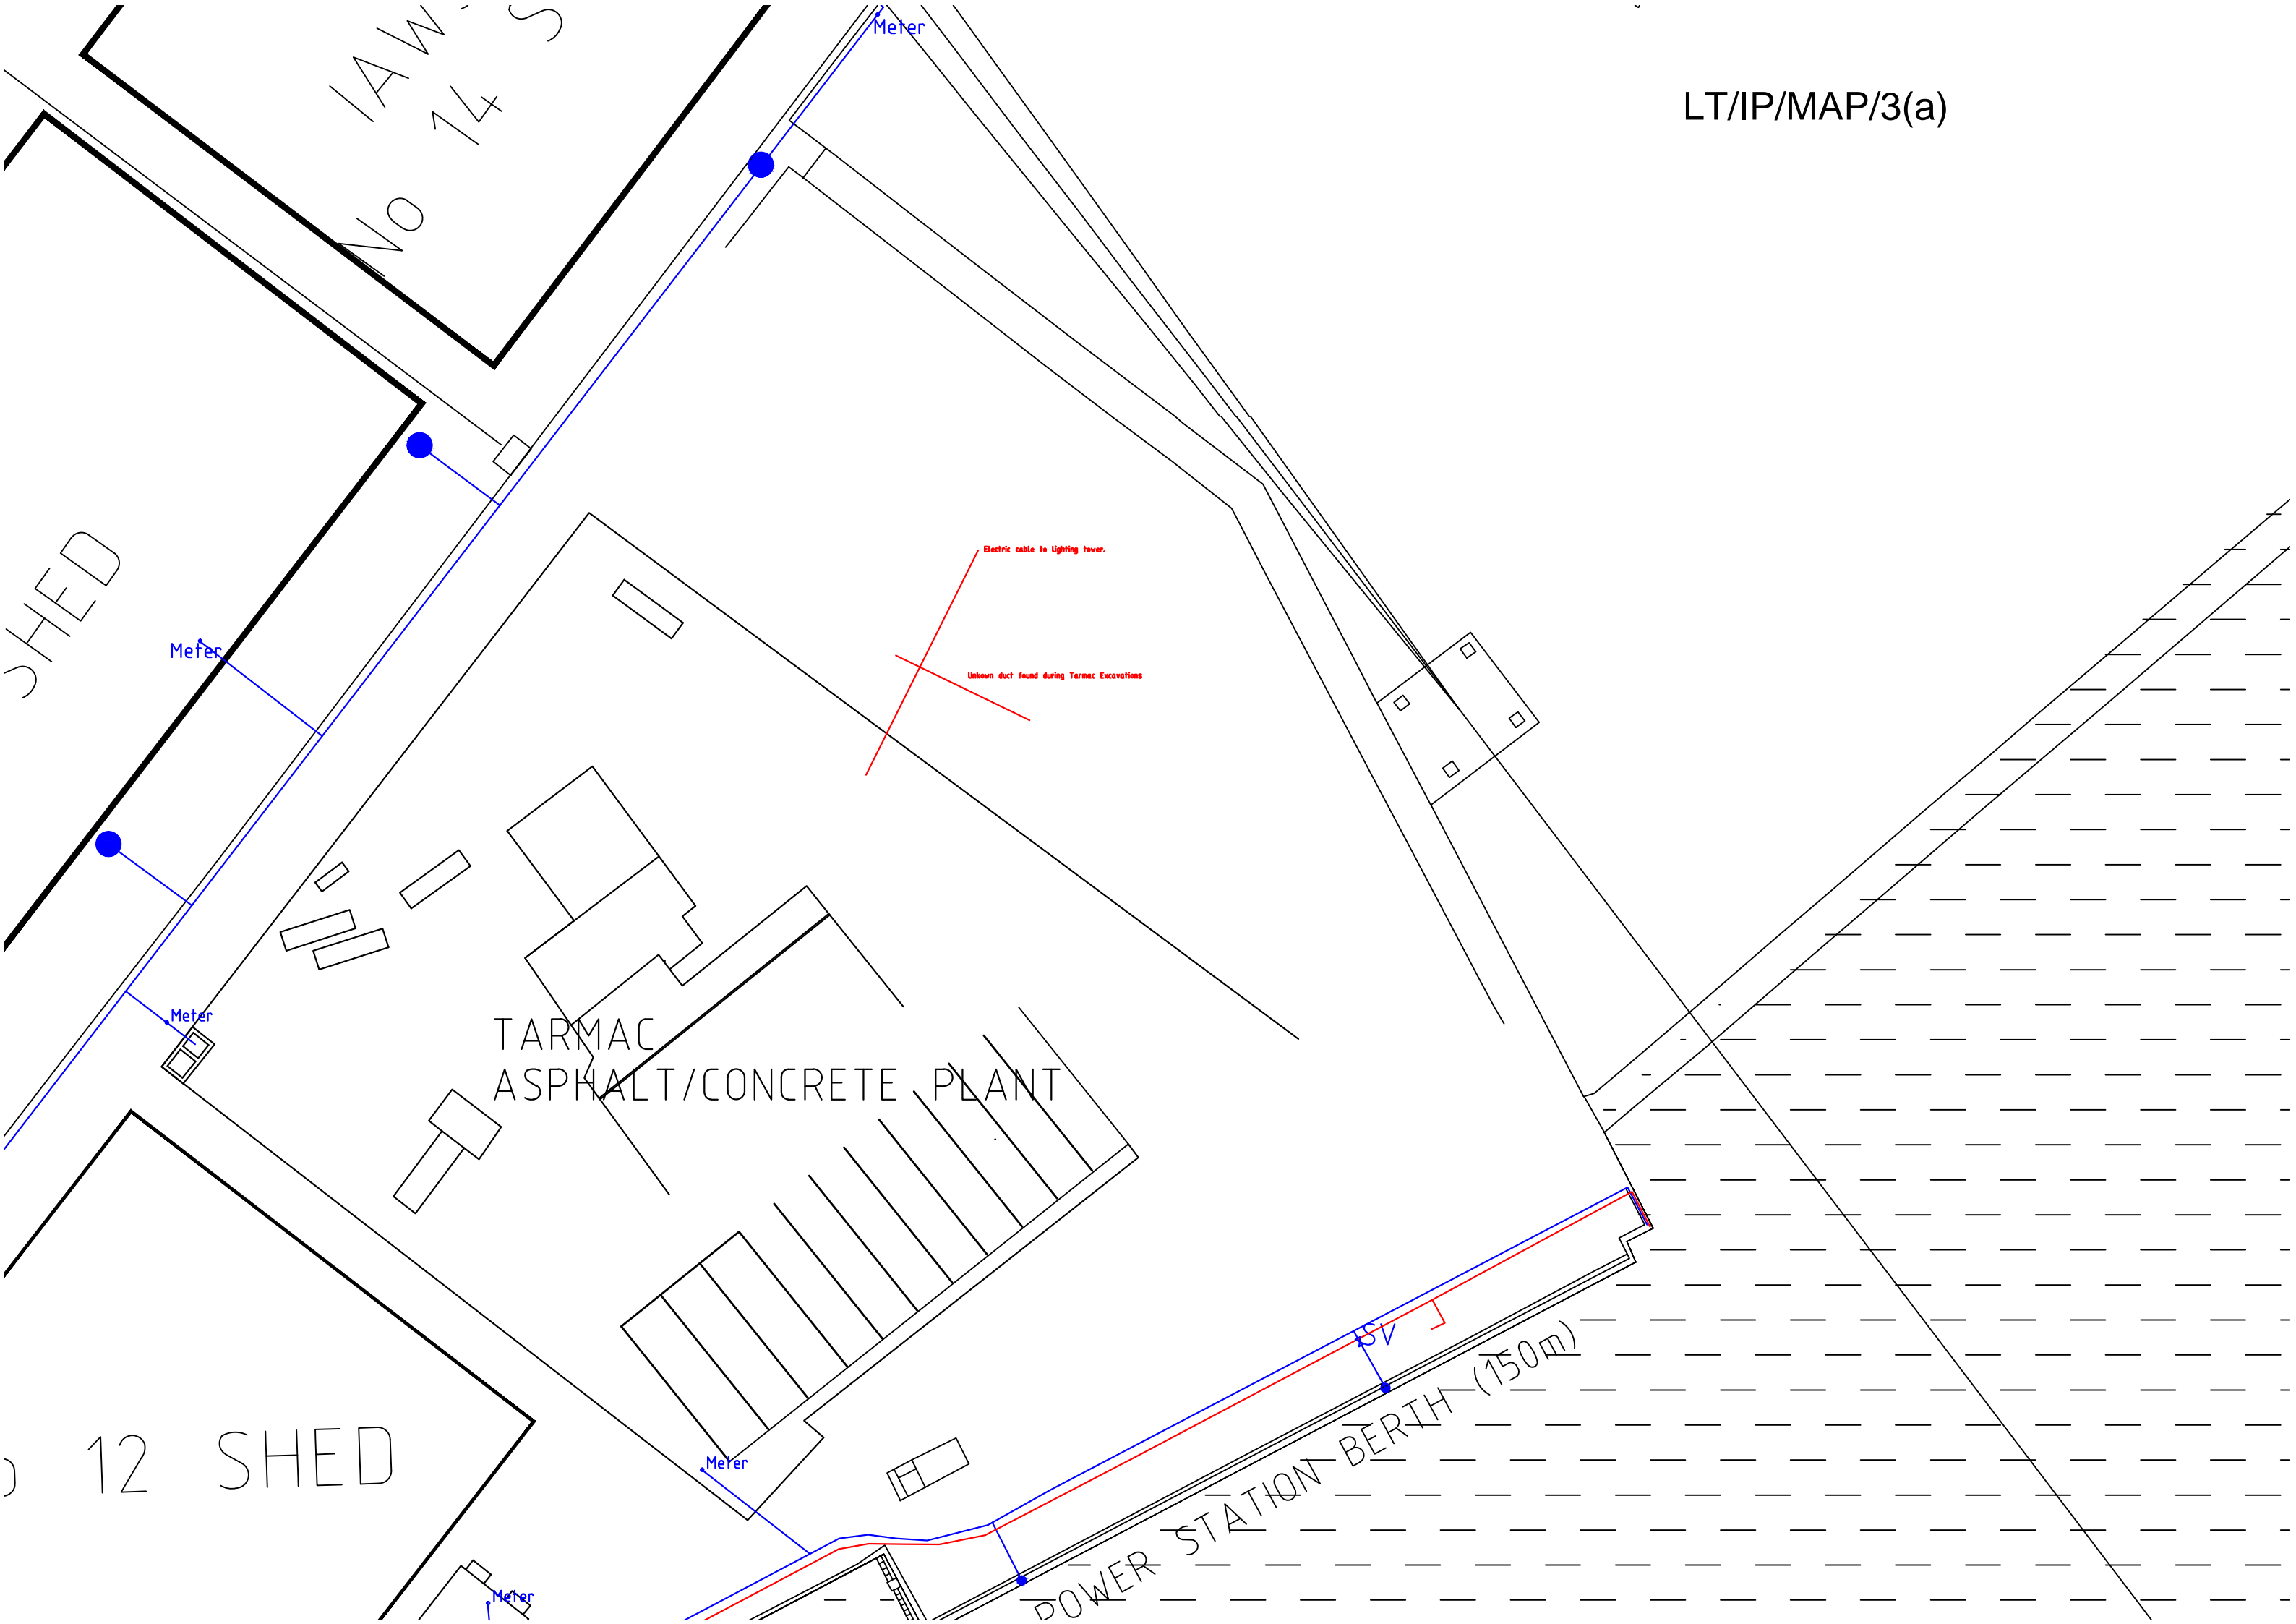 Meter
LT/IP/MAP/3(a)
No 14 S
SHED
Electric cable to lighting tower.
Meter
Unkown duct found during Tarmac Excavations
Meter
TARMAC
ASPHALT/CONCRETE PLANT
SV
12 SHED
Meter
POWER STATION BERTH (150m)
Meter